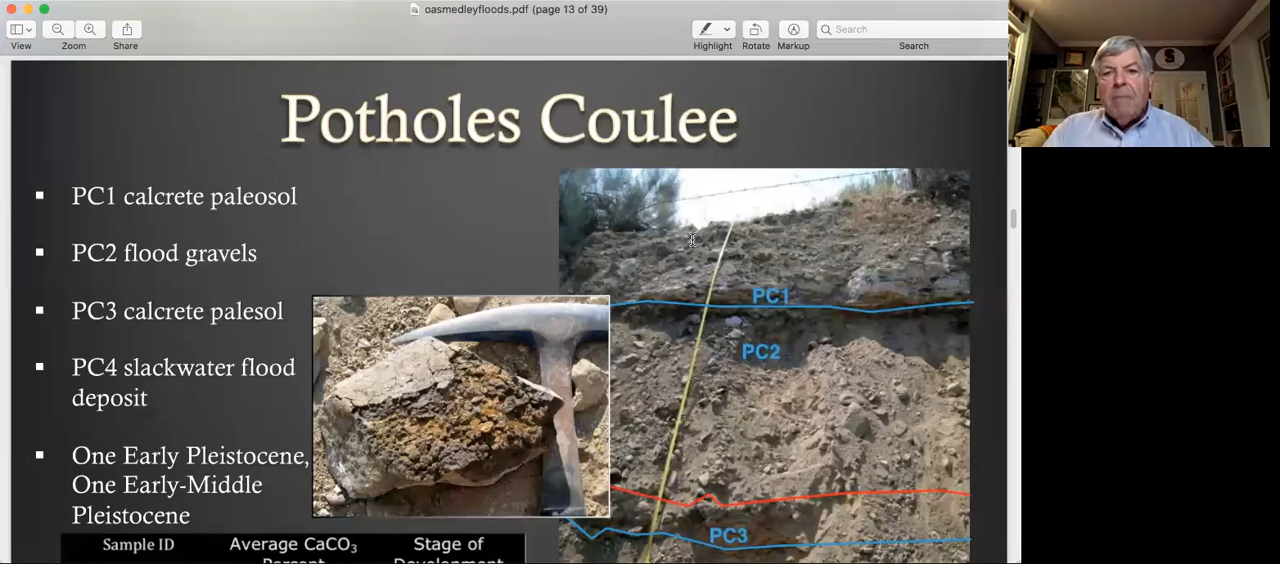 oasmedleyfloods.pdf (page 13 of 39)
View
Zoom
Share
Highlight
Rotate
Markup
Search
Search
Potholes Coulee
▪ PC1 calcrete paleosol
▪ PC2 flood gravels
▪ PC3 calcrete palesol
▪ PC4 slackwater flood
deposit
▪ One Early Pleistocene,
One Early-Middle
Pleistocene
PC1
PC2
PC3
Sample ID
Average CaCO₃
Percent
Stage of
Development
S